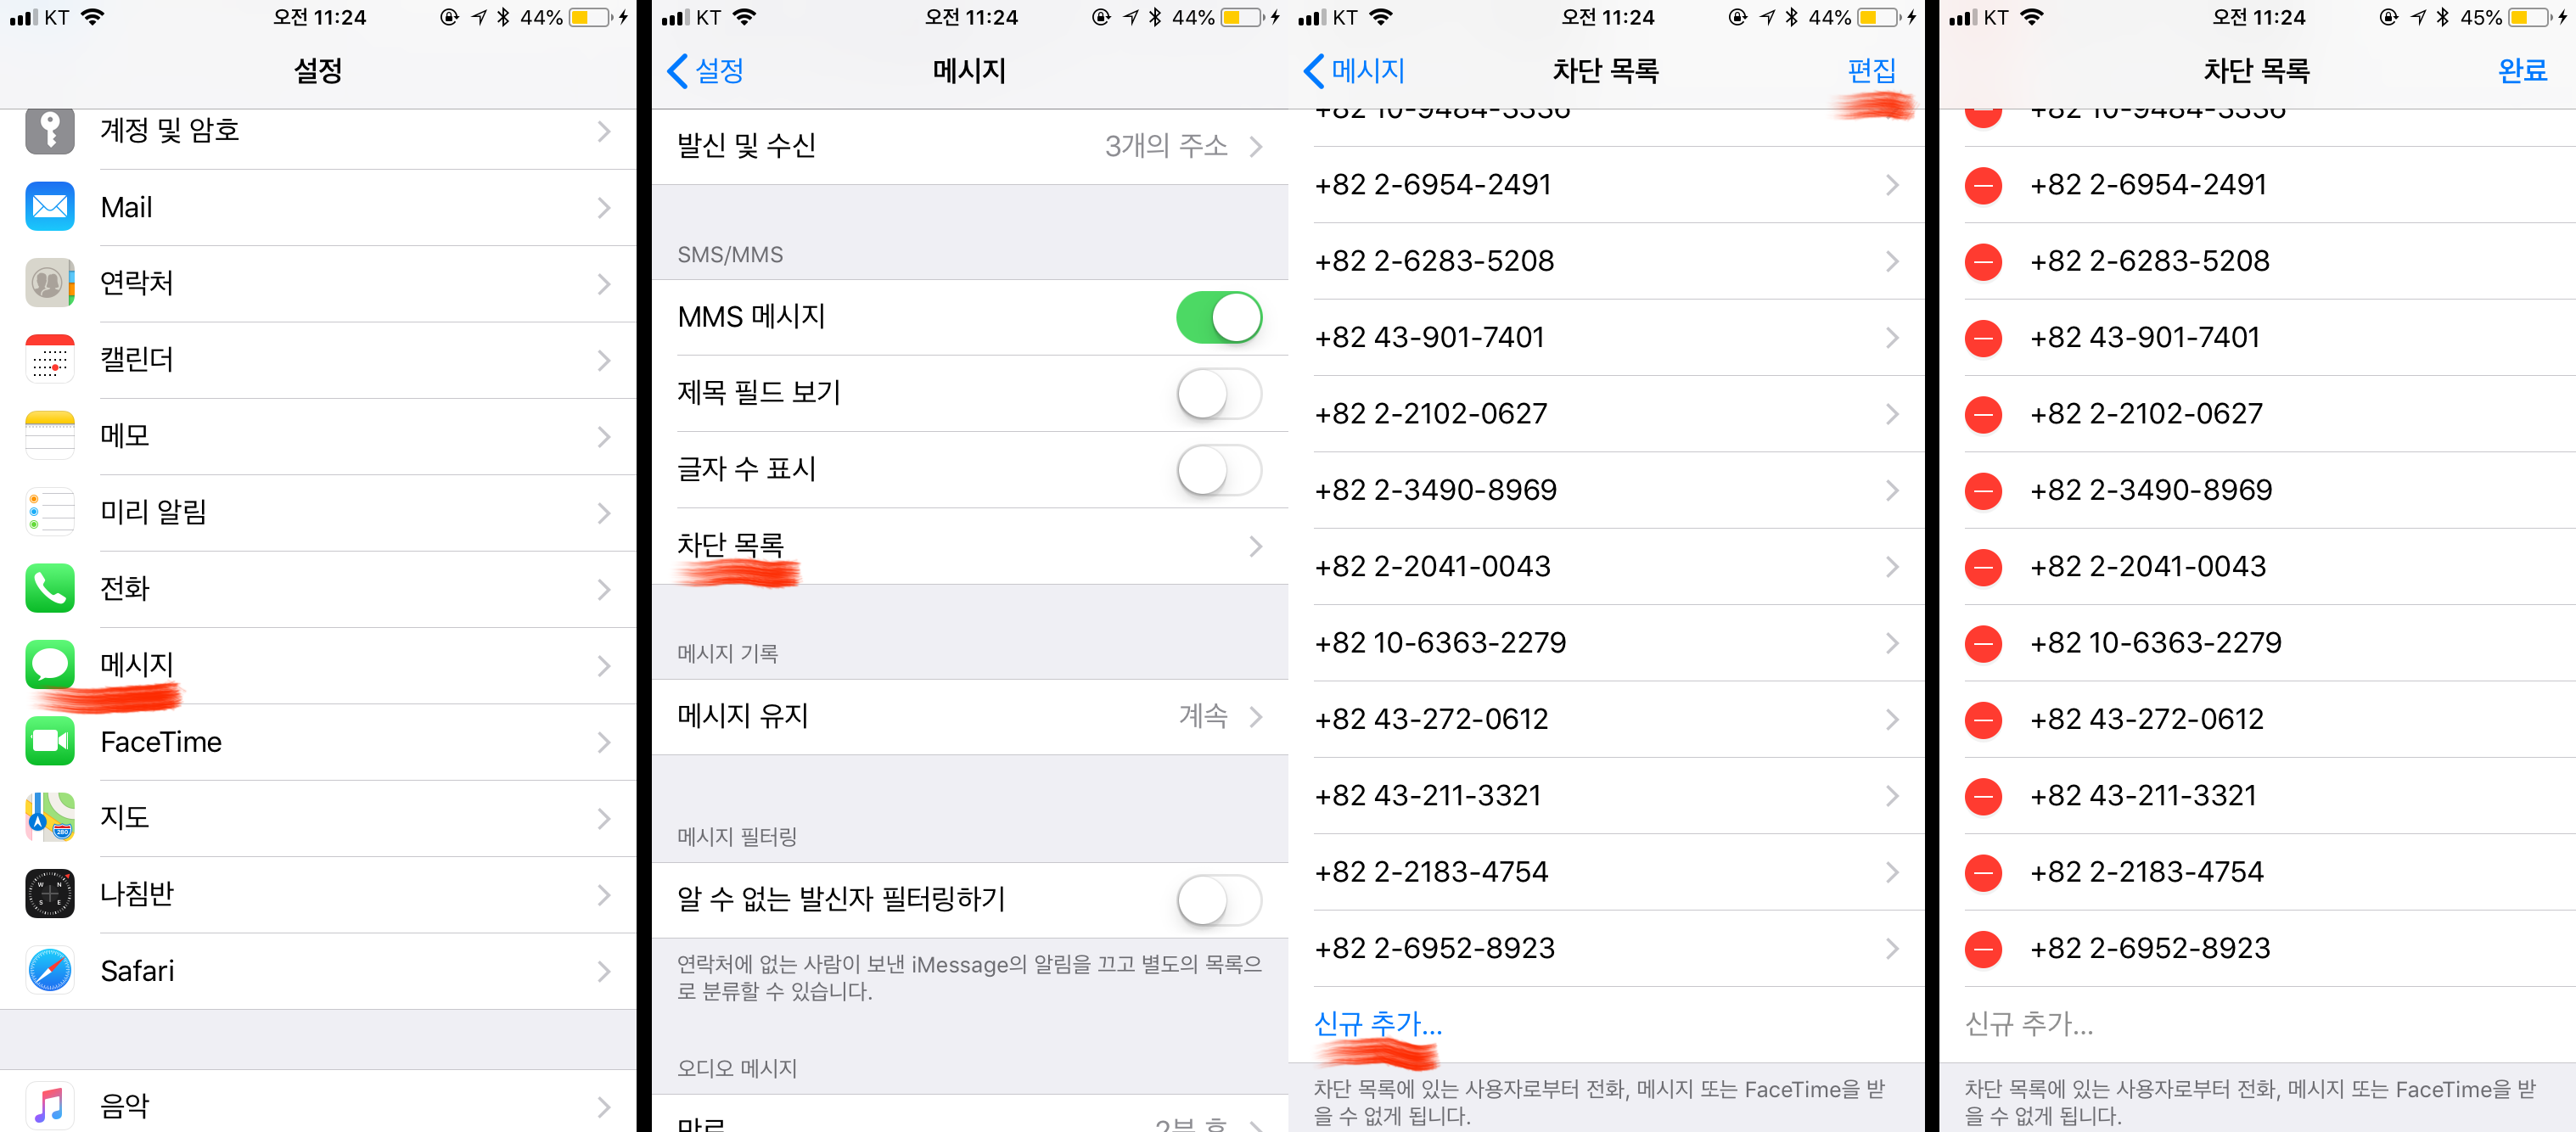 KT 오전 11:24 44%
설정
계정 및 암호
Mail
연락처
캘린더
메모
미리 알림
전화
메시지
FaceTime
지도
나침반
Safari
음악
KT 오전 11:24 44%
설정 메시지
발신 및 수신 3개의 주소
SMS/MMS
MMS 메시지
제목 필드 보기
글자 수 표시
차단 목록
메시지 기록
메시지 유지 계속
메시지 필터링
알 수 없는 발신자 필터링하기
연락처에 없는 사람이 보낸 iMessage의 알림을 끄고 별도의 목록으
로 분류할 수 있습니다.
오디오 메시지
만료 2분 후
KT 오전 11:24 44%
메시지 차단 목록 편집
+82 10-9484-3336
+82 2-6954-2491
+82 2-6283-5208
+82 43-901-7401
+82 2-2102-0627
+82 2-3490-8969
+82 2-2041-0043
+82 10-6363-2279
+82 43-272-0612
+82 43-211-3321
+82 2-2183-4754
+82 2-6952-8923
신규 추가...
차단 목록에 있는 사용자로부터 전화, 메시지 또는 FaceTime을 받
을 수 없게 됩니다.
KT 오전 11:24 45%
차단 목록 완료
+82 10-9484-3336
+82 2-6954-2491
+82 2-6283-5208
+82 43-901-7401
+82 2-2102-0627
+82 2-3490-8969
+82 2-2041-0043
+82 10-6363-2279
+82 43-272-0612
+82 43-211-3321
+82 2-2183-4754
+82 2-6952-8923
신규 추가...
차단 목록에 있는 사용자로부터 전화, 메시지 또는 FaceTime을 받
을 수 없게 됩니다.